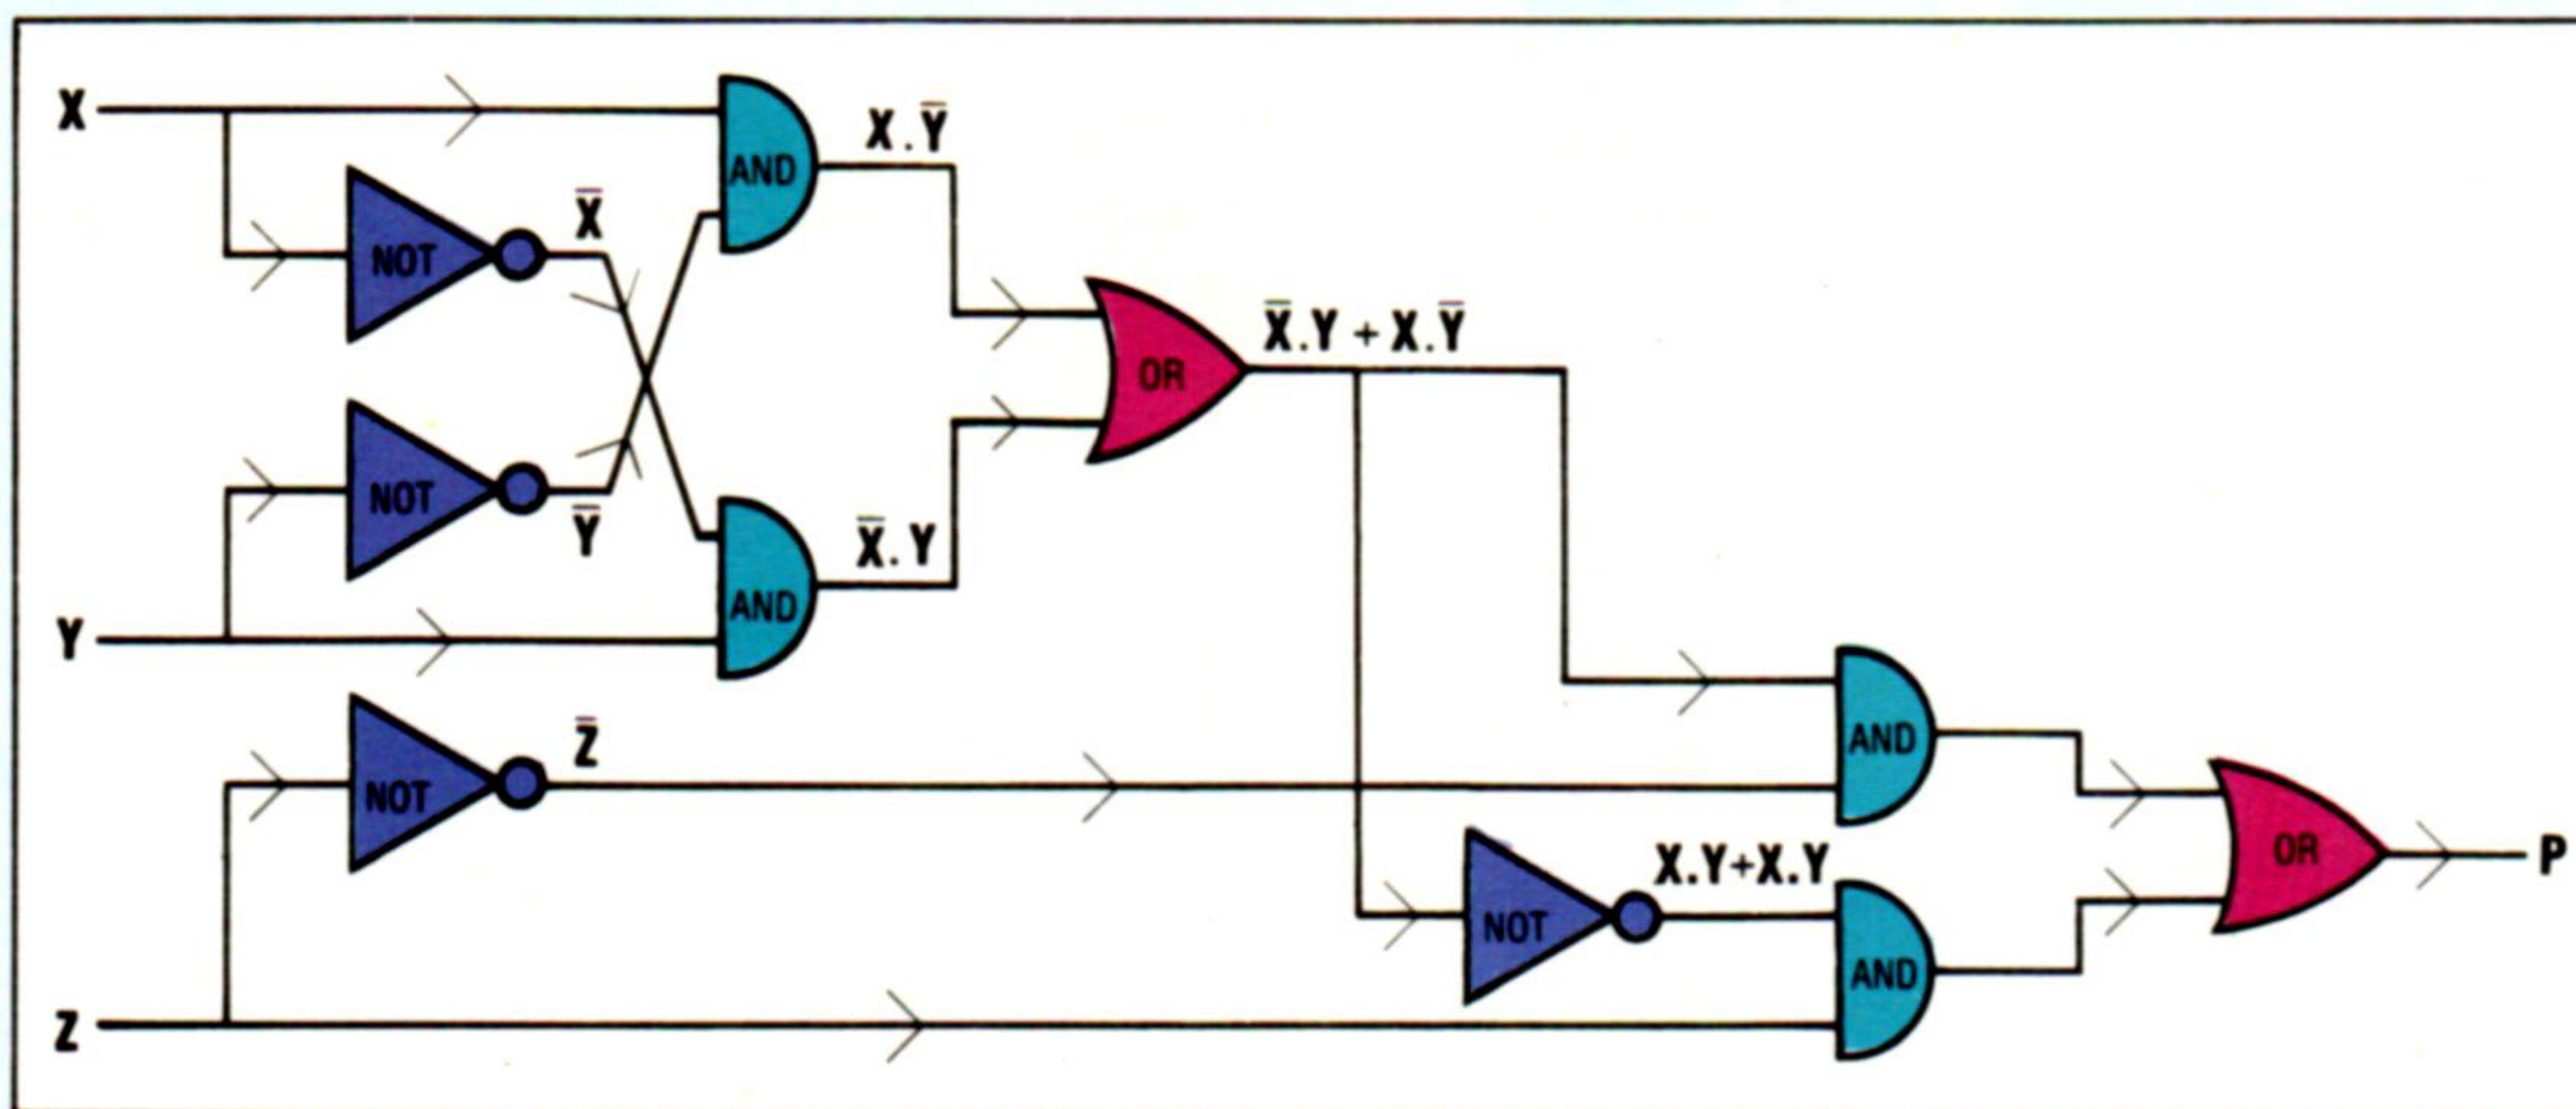 X
AND
X.Y̅
NOT
X̅
OR
X̅.Y + X.Y̅
NOT
Y̅
AND
X̅.Y
Y
NOT
Z̅
AND
OR
P
NOT
X.Y+X.Y
AND
Z